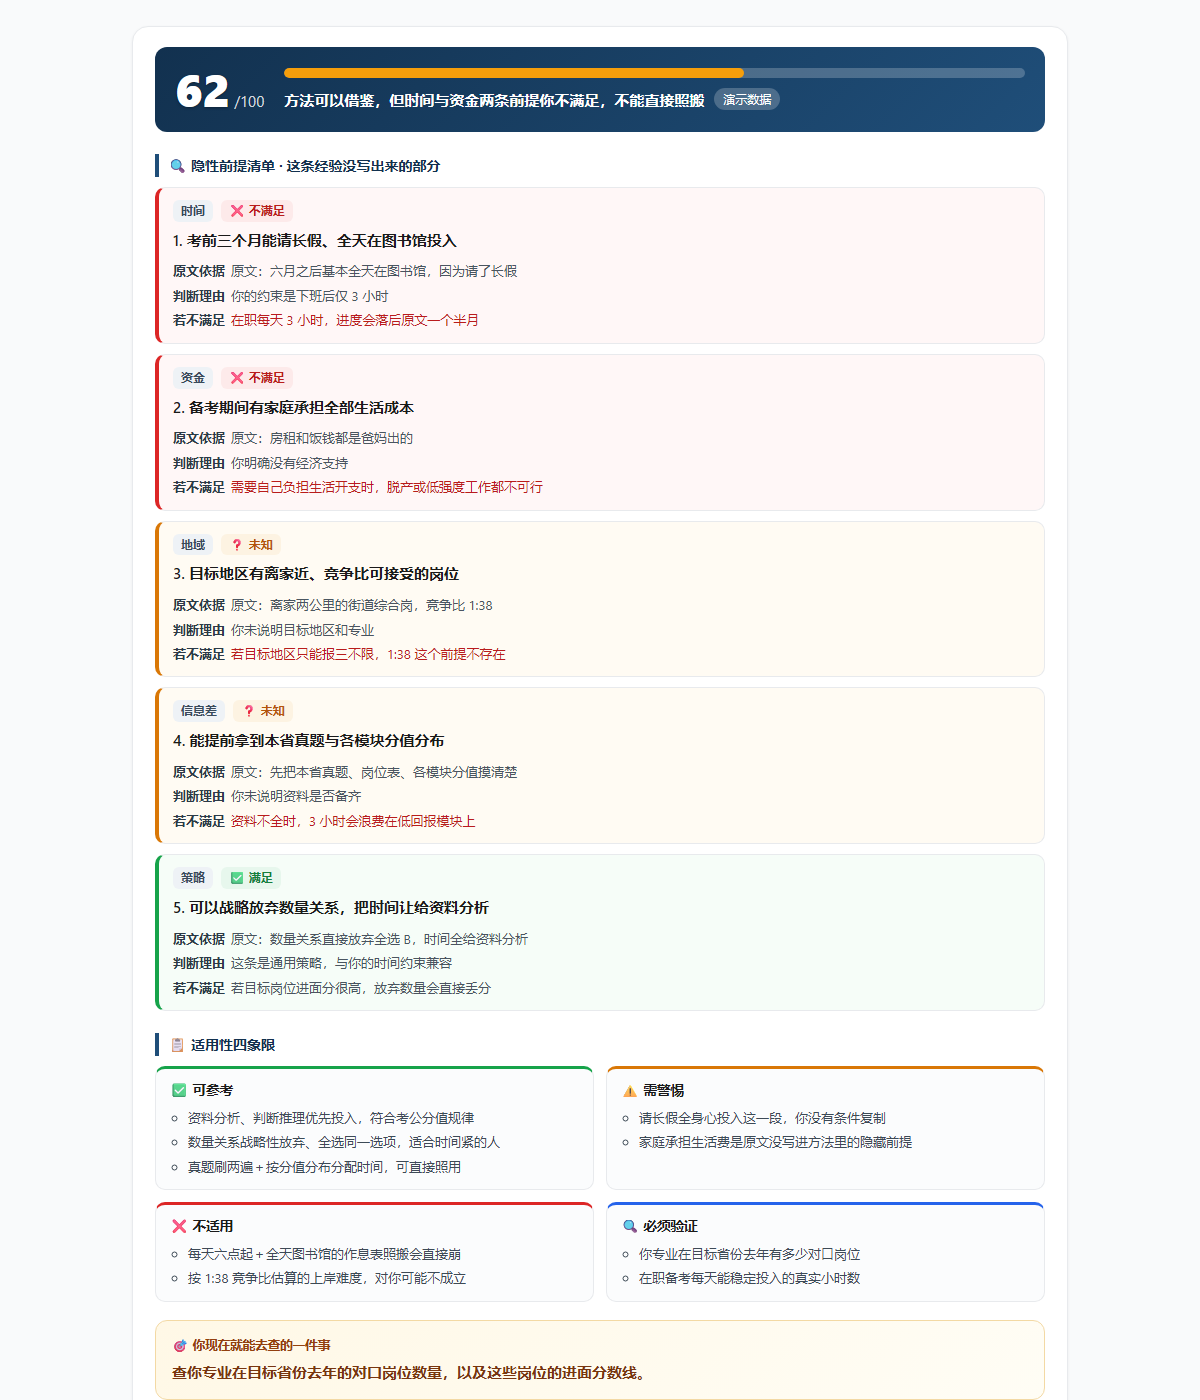 62 /100
方法可以借鉴，但时间与资金两条前提你不满足，不能直接照搬 演示数据
隐性前提清单 · 这条经验没写出来的部分
时间 不满足
1. 考前三个月能请长假、全天在图书馆投入
原文依据 原文：六月之后基本全天在图书馆，因为请了长假
判断理由 你的约束是下班后仅 3 小时
若不满足 在职每天 3 小时，进度会落后原文一个半月
资金 不满足
2. 备考期间有家庭承担全部生活成本
原文依据 原文：房租和饭钱都是爸妈出的
判断理由 你明确没有经济支持
若不满足 需要自己负担生活开支时，脱产或低强度工作都不可行
地域 未知
3. 目标地区有离家近、竞争比可接受的岗位
原文依据 原文：离家两公里的街道综合岗，竞争比 1:38
判断理由 你未说明目标地区和专业
若不满足 若目标地区只能报三不限，1:38 这个前提不存在
信息差 未知
4. 能提前拿到本省真题与各模块分值分布
原文依据 原文：先把本省真题、岗位表、各模块分值摸清楚
判断理由 你未说明资料是否备齐
若不满足 资料不全时，3 小时会浪费在低回报模块上
策略 满足
5. 可以战略放弃数量关系，把时间让给资料分析
原文依据 原文：数量关系直接放弃全选 B，时间全给资料分析
判断理由 这条是通用策略，与你的时间约束兼容
若不满足 若目标岗位进面分很高，放弃数量会直接丢分
适用性四象限
可参考
资料分析、判断推理优先投入，符合考公分值规律
数量关系战略性放弃、全选同一选项，适合时间紧的人
真题刷两遍 + 按分值分布分配时间，可直接照用
需警惕
请长假全身心投入这一段，你没有条件复制
家庭承担生活费是原文没写进方法里的隐藏前提
不适用
每天六点起 + 全天图书馆的作息表照搬会直接崩
按 1:38 竞争比估算的上岸难度，对你可能不成立
必须验证
你专业在目标省份去年有多少对口岗位
在职备考每天能稳定投入的真实小时数
你现在就能去查的一件事
查你专业在目标省份去年的对口岗位数量，以及这些岗位的进面分数线。